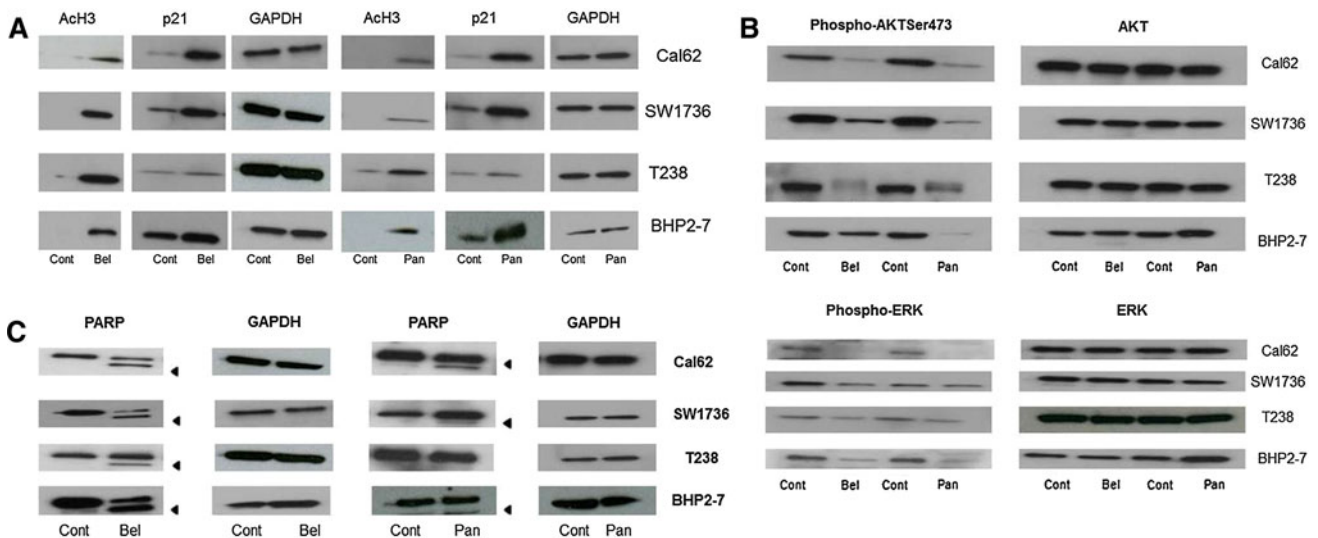 A
AcH3 p21 GAPDH AcH3 p21 GAPDH
Cal62
SW1736
T238
BHP2-7
Cont Bel Cont Bel Cont Bel Cont Pan Cont Pan Cont Pan
B
Phospho-AKTSer473 AKT
Cal62
SW1736
T238
BHP2-7
Cont Bel Cont Pan Cont Bel Cont Pan
Phospho-ERK ERK
Cal62
SW1736
T238
BHP2-7
Cont Bel Cont Pan Cont Bel Cont Pan
C
PARP GAPDH PARP GAPDH
Cal62
SW1736
T238
BHP2-7
Cont Bel Cont Bel Cont Pan Cont Pan